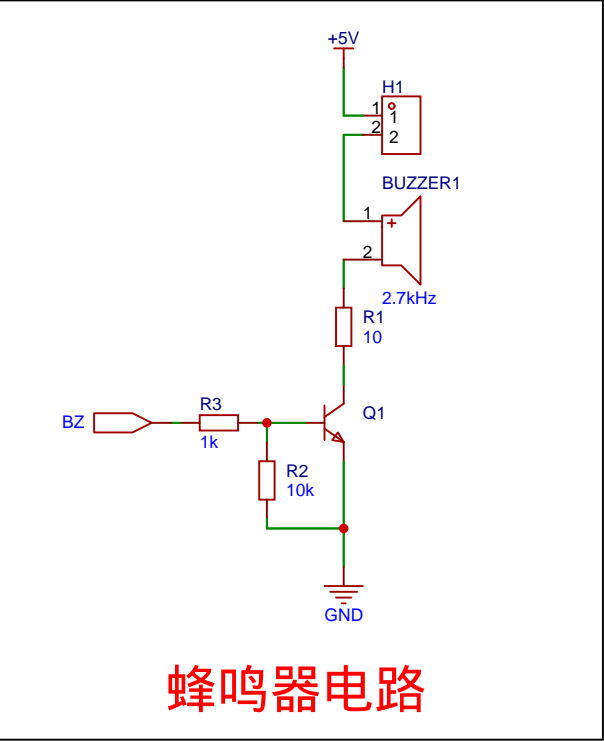 +5V
H1
1
1
2
2
BUZZER1
1
+
2
2.7kHz
R1
10
Q1
R3
BZ
1k
R2
10k
GND
蜂鸣器电路